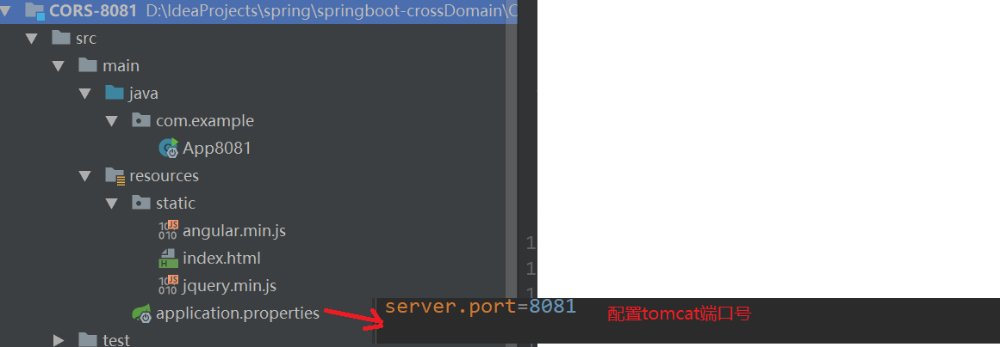 CORS-8081 D:\IdeaProjects\spring\springboot-crossDomain\C
src
main
java
com.example
App8081
resources
static
angular.min.js
index.html
jquery.min.js
application.properties
server.port=8081 配置tomcat端口号
test
1
1
1